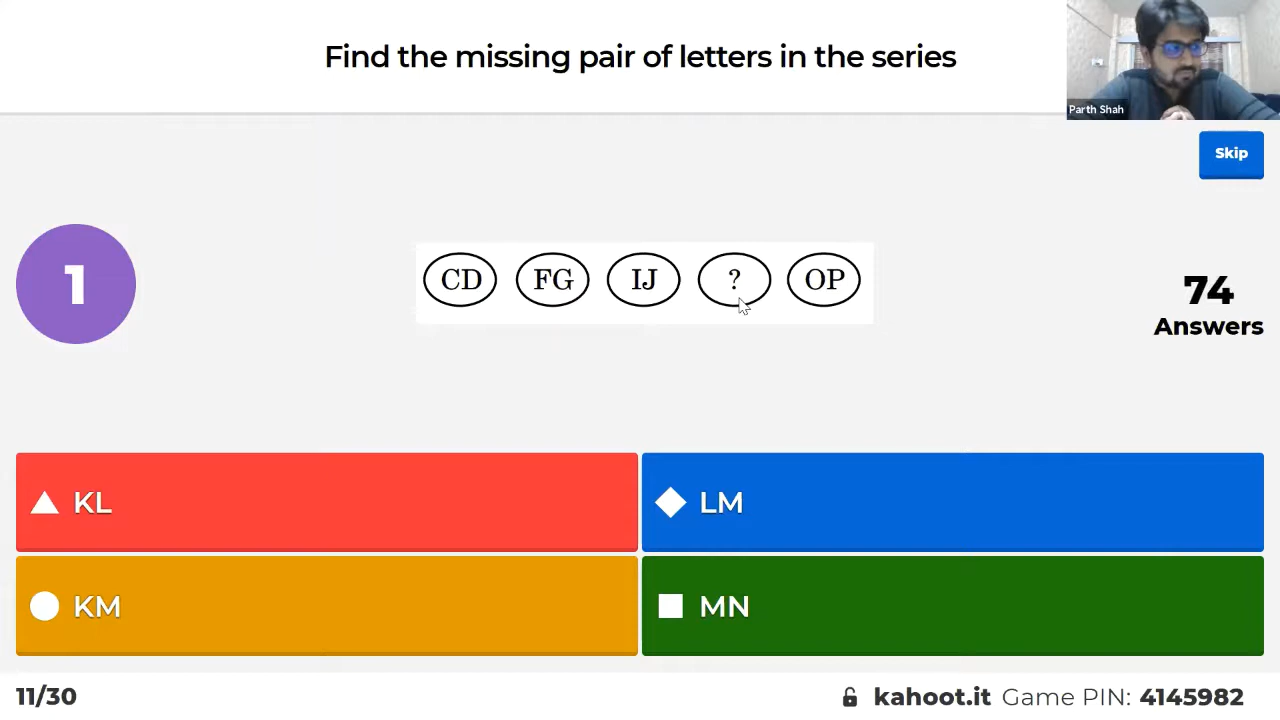 Find the missing pair of letters in the series
Parth Shah
Skip
1
CD FG IJ ? OP
74
Answers
KL
LM
KM
MN
11/30
kahoot.it Game PIN: 4145982